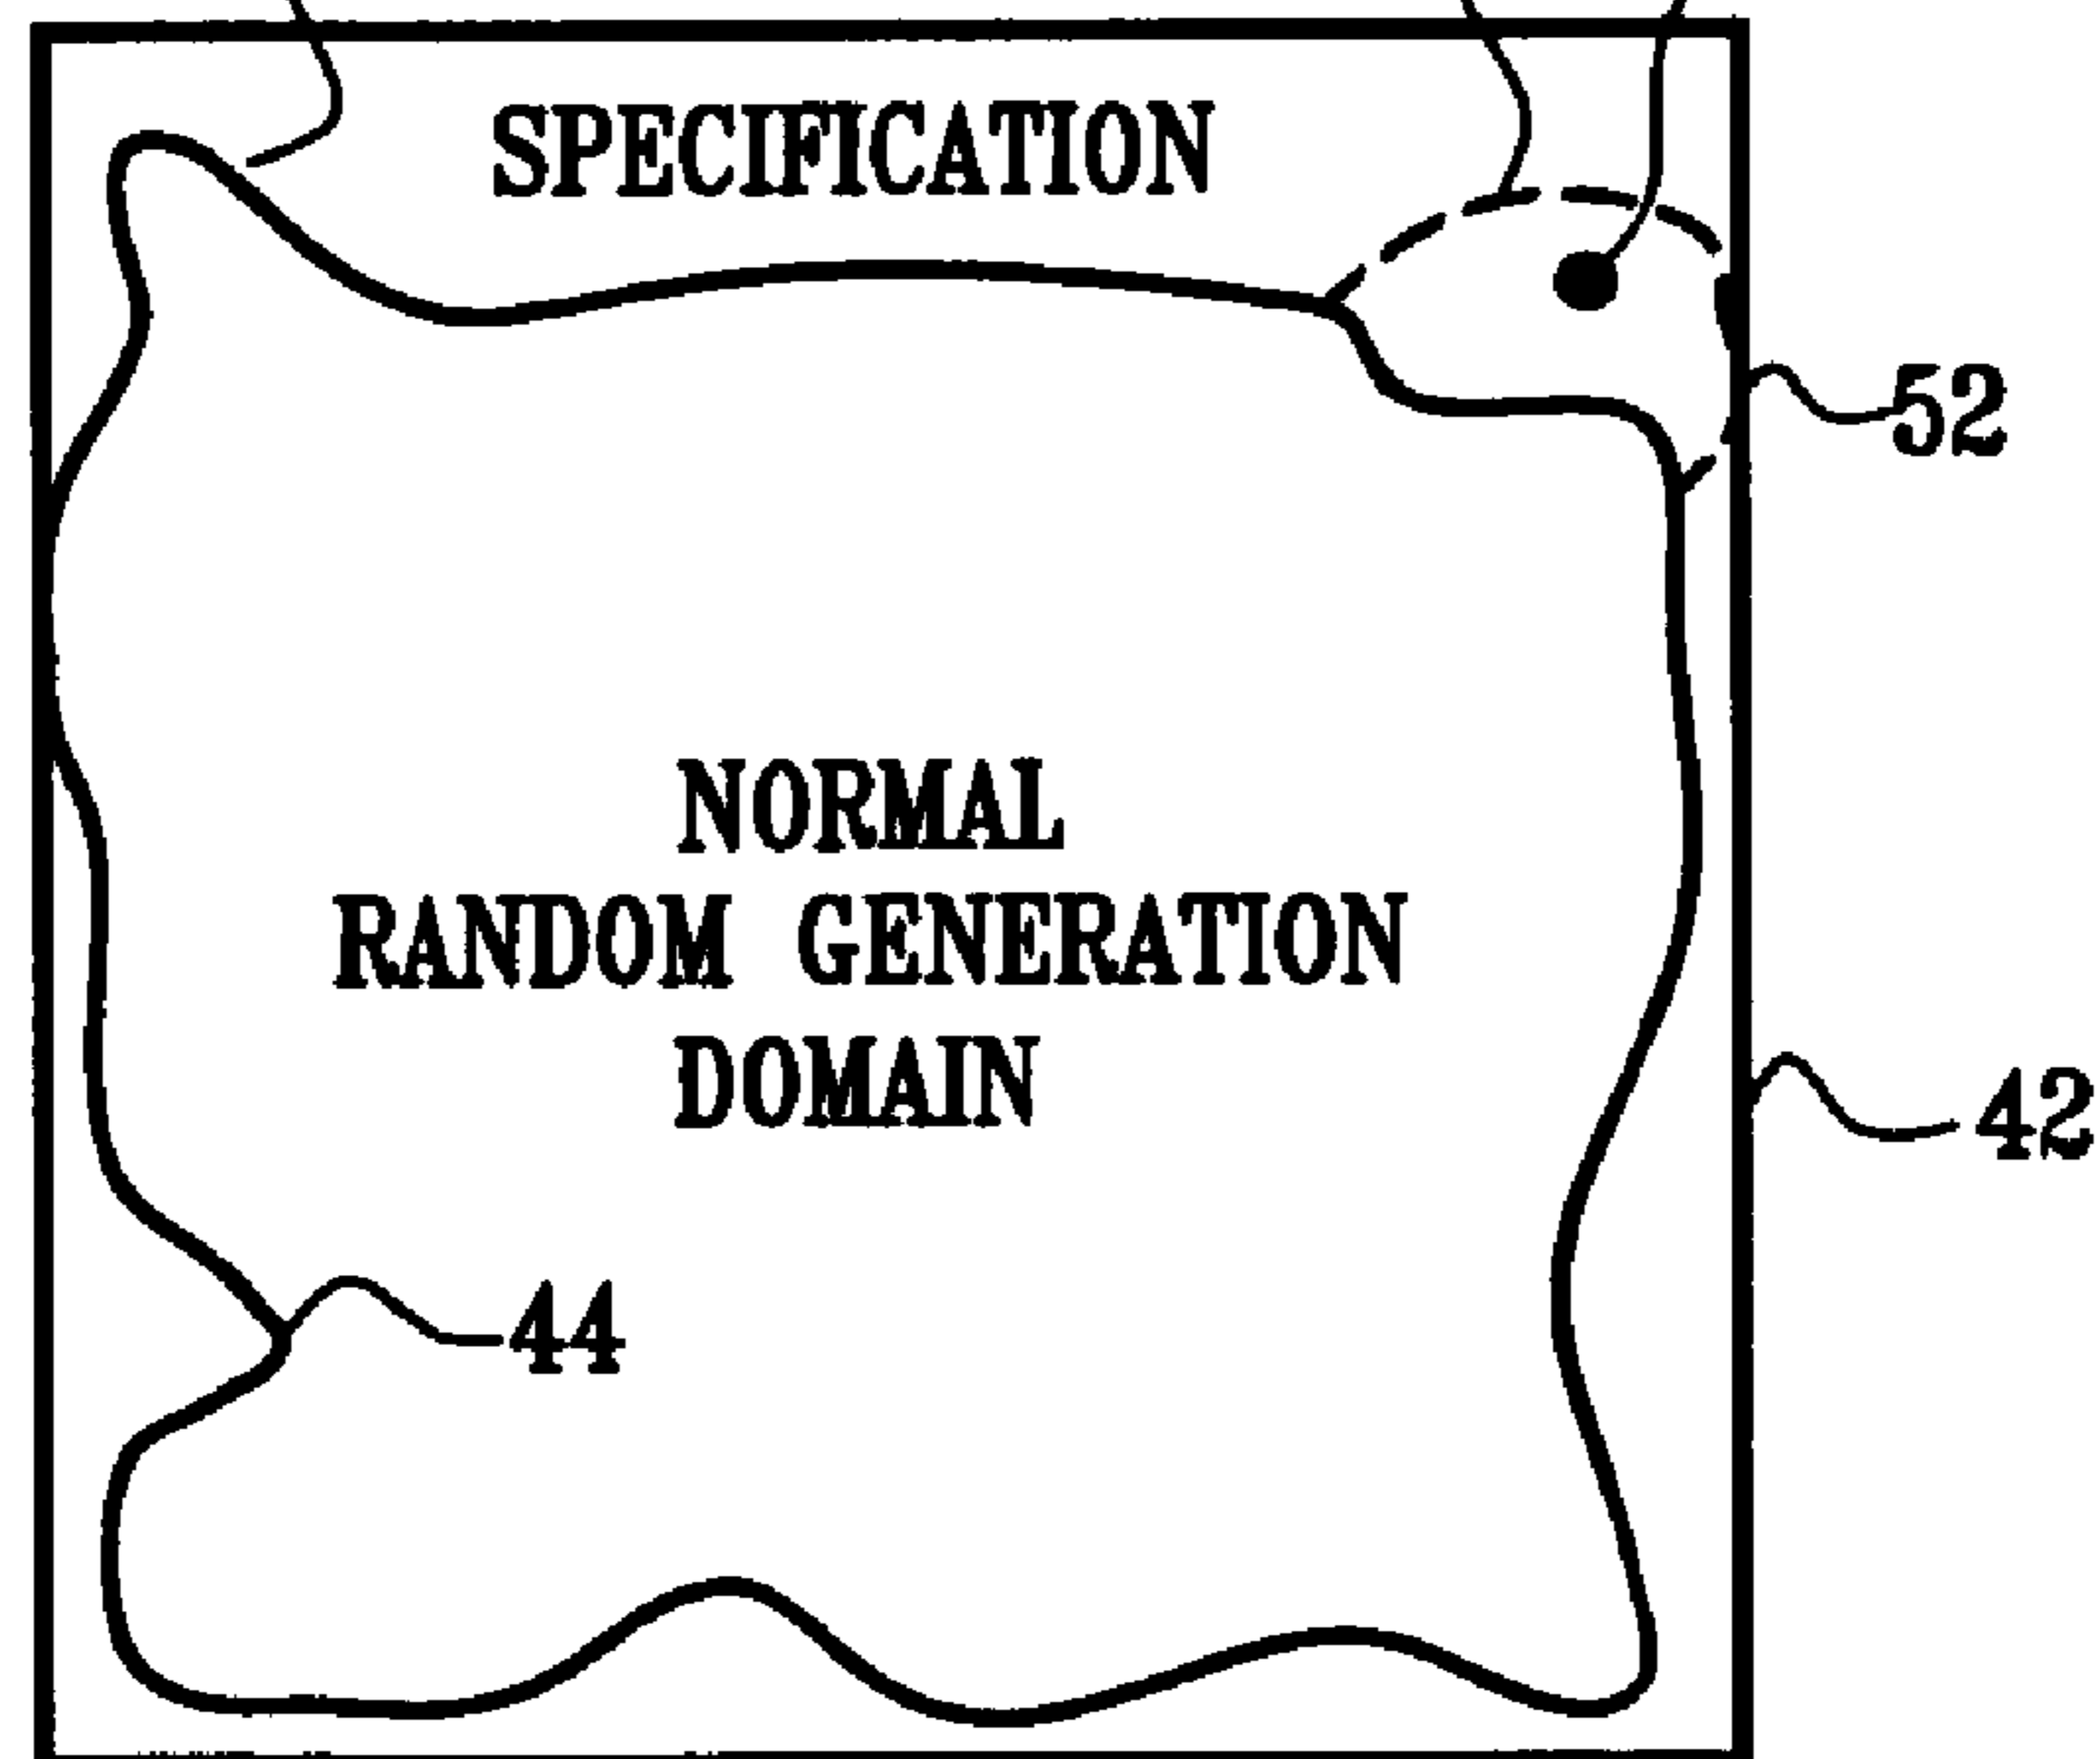 SPECIFICATION
52
NORMAL
RANDOM GENERATION
DOMAIN
42
44